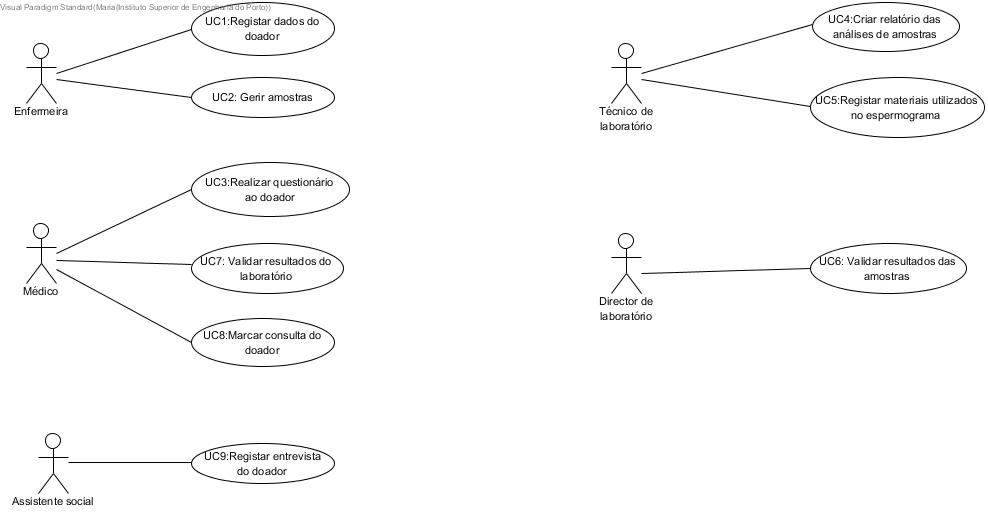 Visual Paradigm Standard(Maria(Instituto Superior de Engenharia do Porto))
UC1:Registar dados do
doador
Enfermeira
UC2: Gerir amostras
UC3:Realizar questionário
ao doador
Médico
UC7: Validar resultados do
laboratório
UC8:Marcar consulta do
doador
Assistente social
UC9:Registar entrevista
do doador
UC4:Criar relatório das
análises de amostras
Técnico de
laboratório
UC5:Registar materiais utilizados
no espermograma
Director de
laboratório
UC6: Validar resultados das
amostras